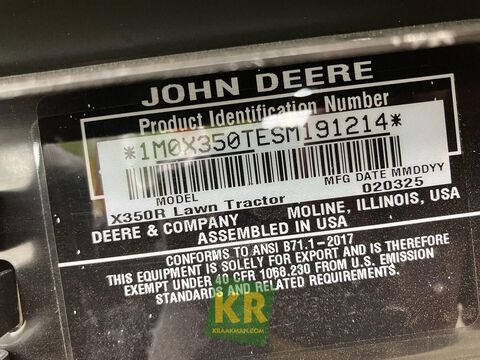 JOHN DEERE
Product Identification Number
*1M0X350TESM191214*
MODEL
MFG DATE MMDDYY
X350R Lawn Tractor
020325
DEERE & COMPANY
MOLINE, ILLINOIS, USA
ASSEMBLED IN USA
CONFORMS TO ANSI B71.1-2017
THIS EQUIPMENT IS SOLELY FOR EXPORT AND IS THEREFORE
EXEMPT UNDER 40 CFR 1068.230 FROM U.S. EMISSION
STANDARDS AND RELATED REQUIREMENTS.
KR
KRAAKMAN.COM